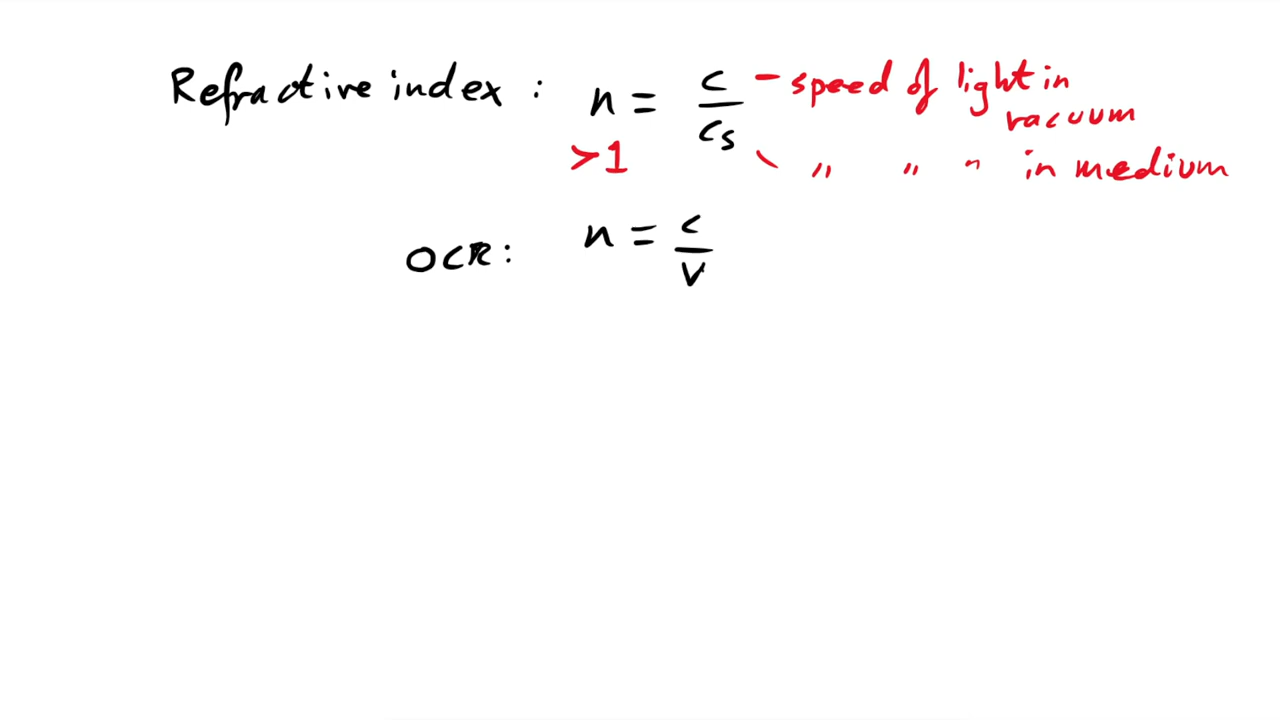 Refractive index : n = c/cs - speed of light in
vacuum
>1 \ " " " in medium
OCR: n = c/v